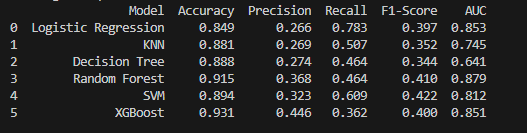 Model Accuracy Precision Recall F1-Score AUC
0 Logistic Regression 0.849 0.266 0.783 0.397 0.853
1 KNN 0.881 0.269 0.507 0.352 0.745
2 Decision Tree 0.888 0.274 0.464 0.344 0.641
3 Random Forest 0.915 0.368 0.464 0.410 0.879
4 SVM 0.894 0.323 0.609 0.422 0.812
5 XGBoost 0.931 0.446 0.362 0.400 0.851